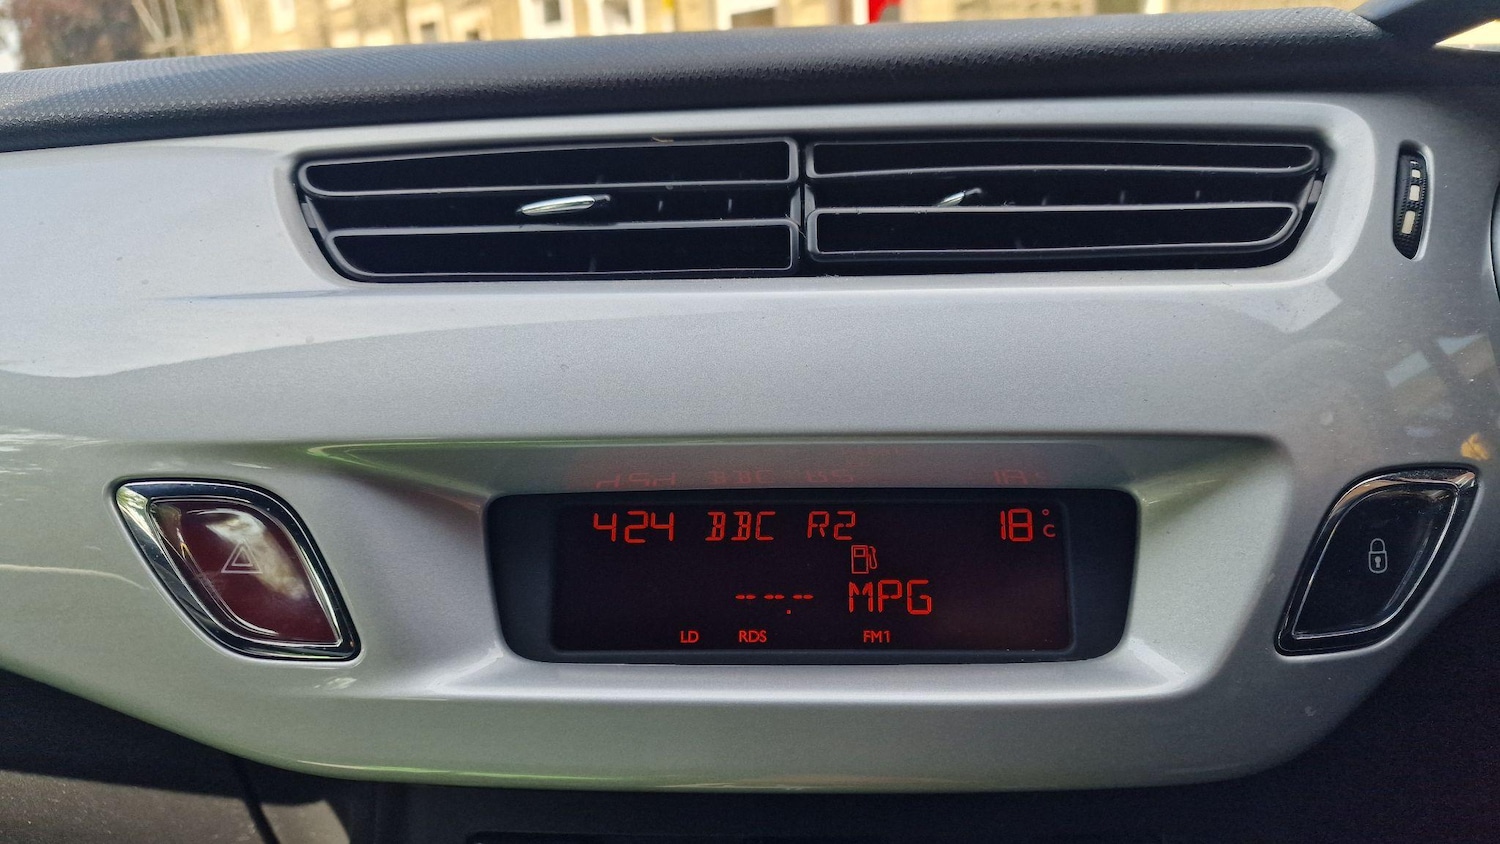 424 BBC R2 18°C
--.-- MPG
LD RDS FM1